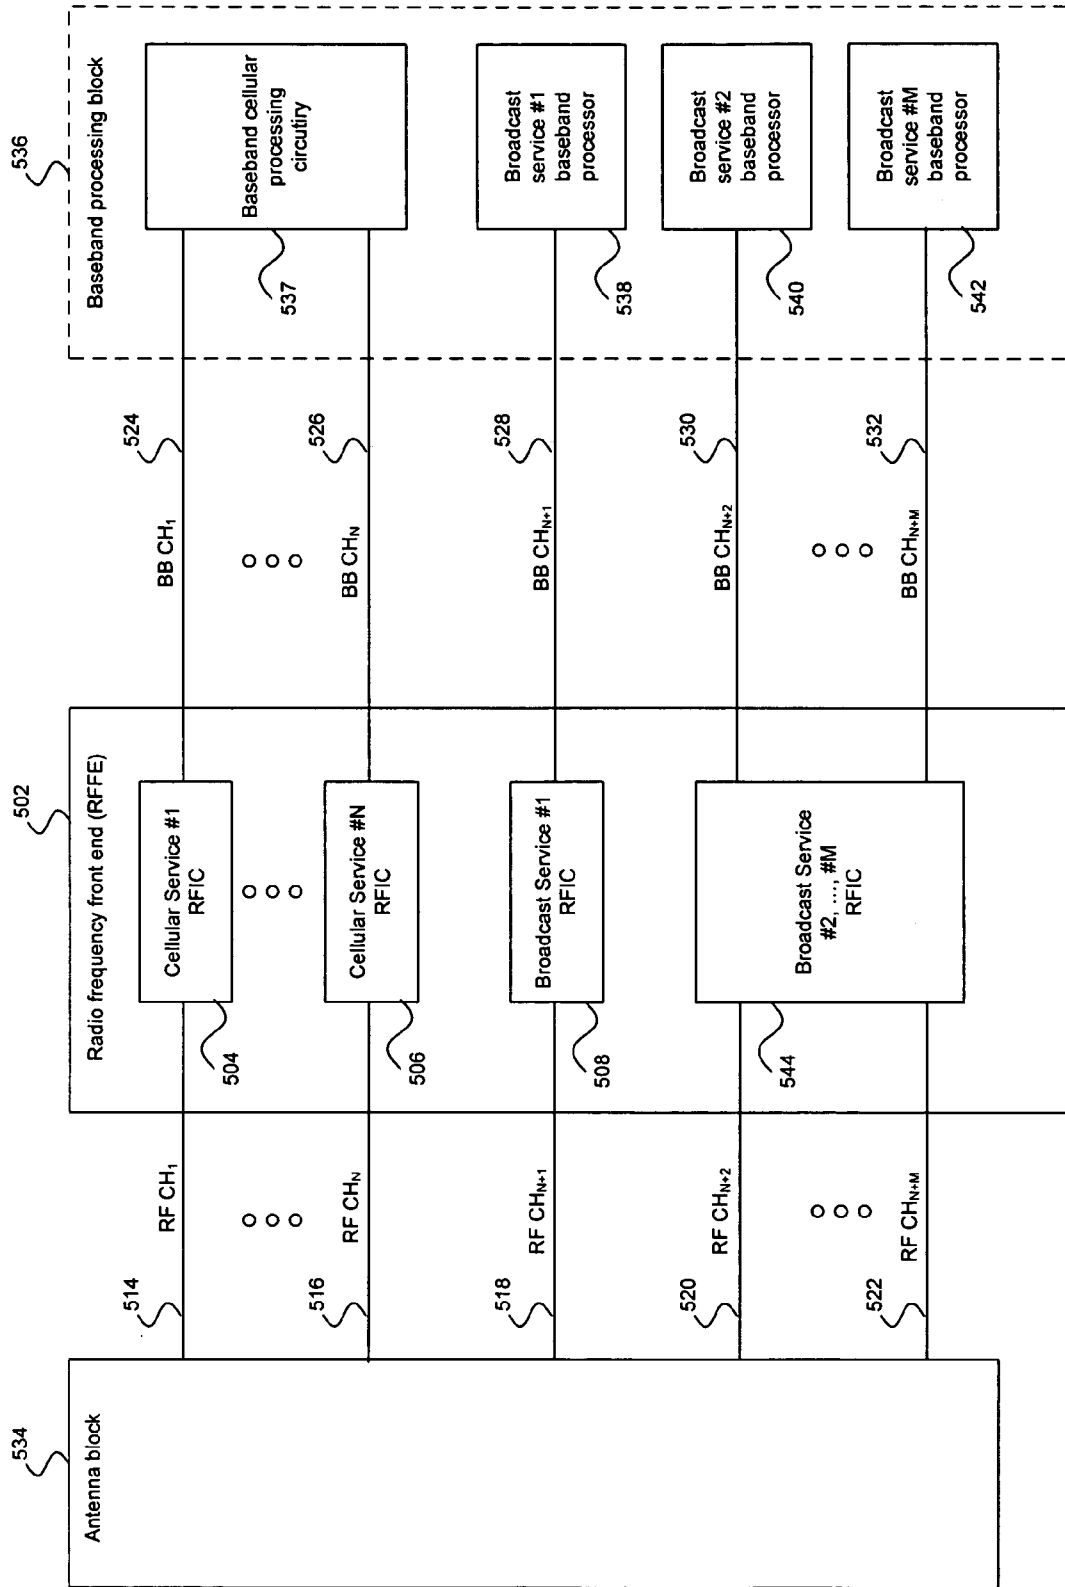 534
Antenna block
514
RF CH1
516
RF CHN
518
RF CHN+1
520
RF CHN+2
522
RF CHN+M
502
Radio frequency front end (RFFE)
Cellular Service #1
RFIC
504
Cellular Service #N
RFIC
506
Broadcast Service #1
RFIC
508
Broadcast Service
#2, ..., #M
RFIC
544
BB CH1
524
BB CHN
526
BB CHN+1
528
BB CHN+2
530
BB CHN+M
532
536
Baseband processing block
Baseband cellular
processing
circutiry
537
Broadcast
service #1
baseband
processor
538
Broadcast
service #2
baseband
processor
540
Broadcast
service #M
baseband
processor
542